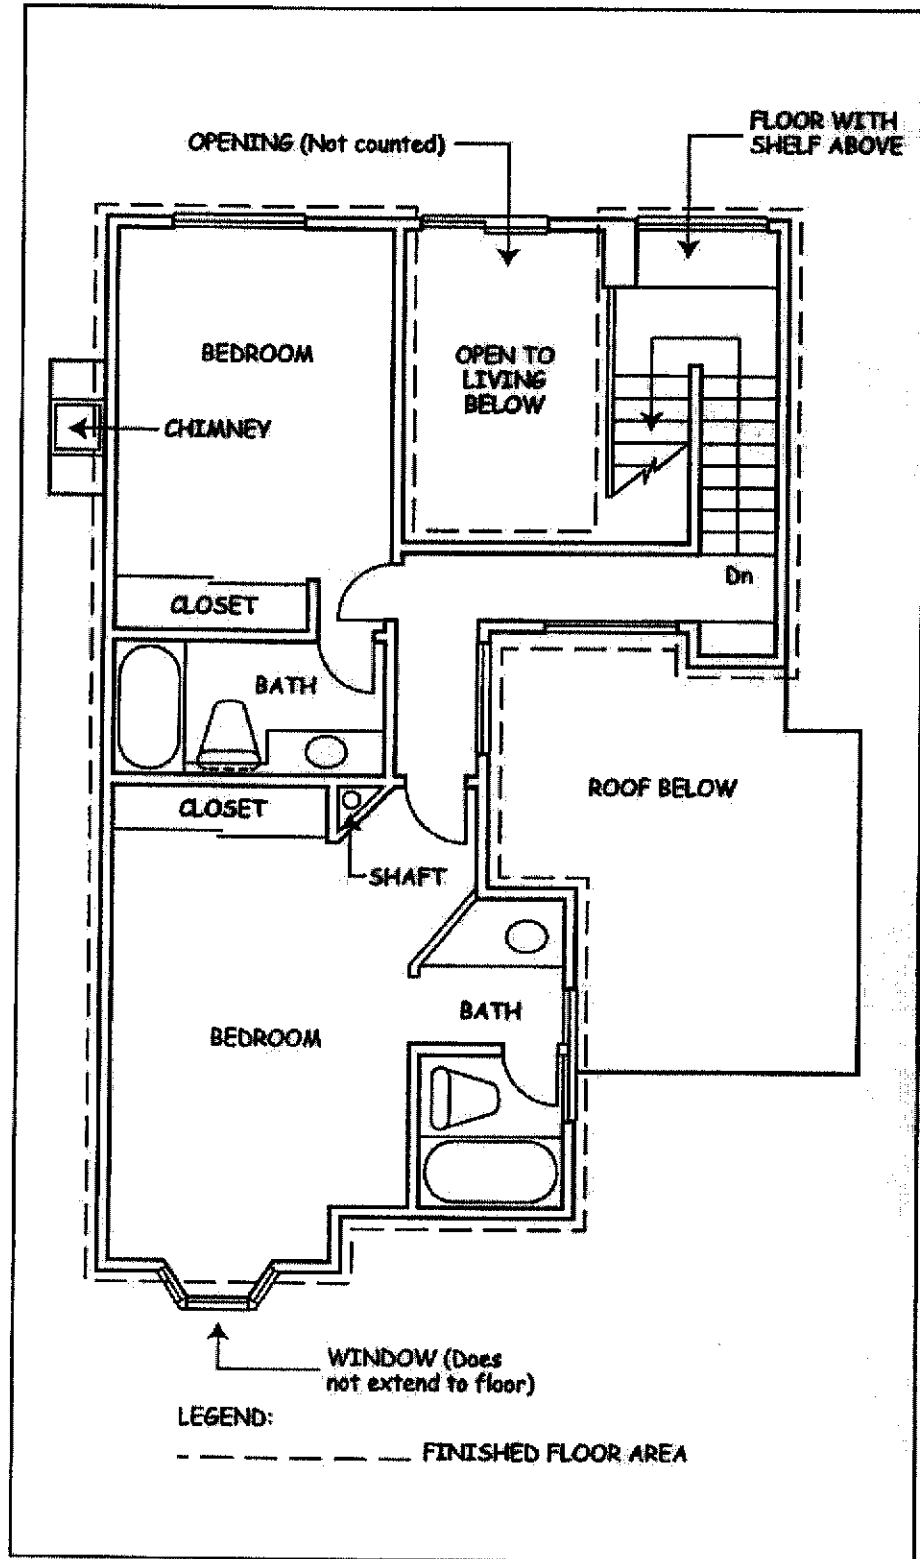 OPENING (Not counted)
FLOOR WITH
SHELF ABOVE
BEDROOM
OPEN TO
LIVING
BELOW
CHIMNEY
Dn
CLOSET
BATH
ROOF BELOW
CLOSET
SHAFT
BATH
BEDROOM
WINDOW (Does
not extend to floor)
LEGEND:
FINISHED FLOOR AREA